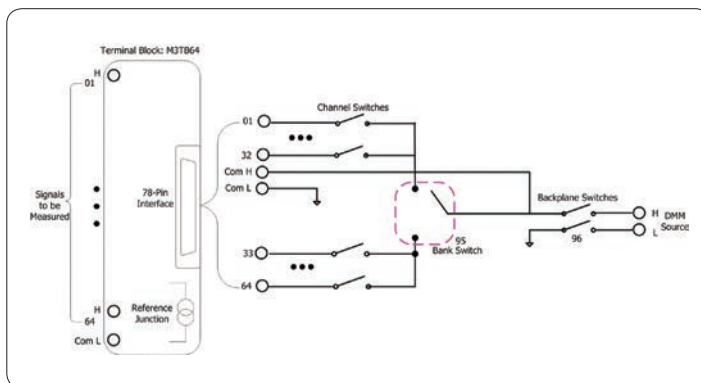 Terminal Block: M3TB64
H
01
Signals
to be
Measured
78-Pin
Interface
H
64
Reference
Junction
Com L
Channel Switches
01
32
Com H
Com L
33
64
95
Bank Switch
Backplane Switches
96
H
L
DMM
Source